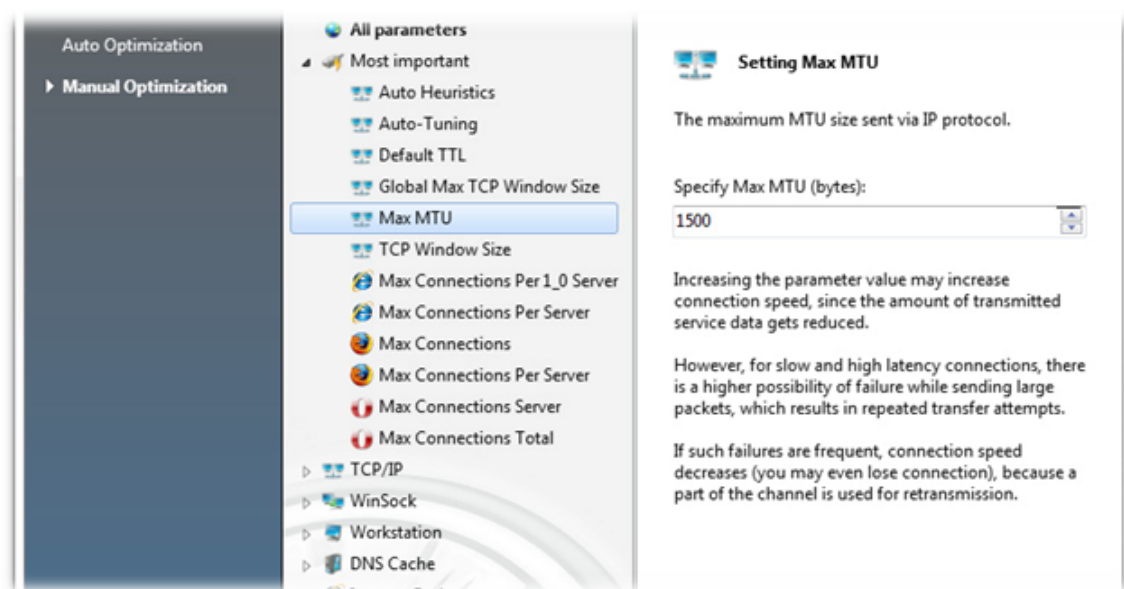 Auto Optimization
Manual Optimization
All parameters
Most important
Auto Heuristics
Auto-Tuning
Default TTL
Global Max TCP Window Size
Max MTU
TCP Window Size
Max Connections Per 1_0 Server
Max Connections Per Server
Max Connections
Max Connections Per Server
Max Connections Server
Max Connections Total
TCP/IP
WinSock
Workstation
DNS Cache
Setting Max MTU
The maximum MTU size sent via IP protocol.
Specify Max MTU (bytes):
1500
Increasing the parameter value may increase
connection speed, since the amount of transmitted
service data gets reduced.
However, for slow and high latency connections, there
is a higher possibility of failure while sending large
packets, which results in repeated transfer attempts.
If such failures are frequent, connection speed
decreases (you may even lose connection), because a
part of the channel is used for retransmission.